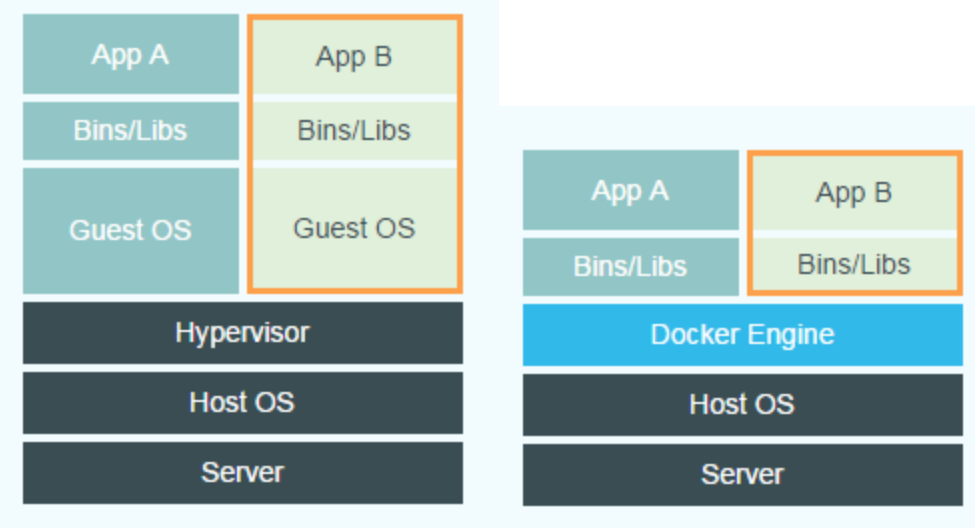 App A
App B
Bins/Libs
Bins/Libs
Guest OS
Guest OS
Hypervisor
Host OS
Server
App A
App B
Bins/Libs
Bins/Libs
Docker Engine
Host OS
Server